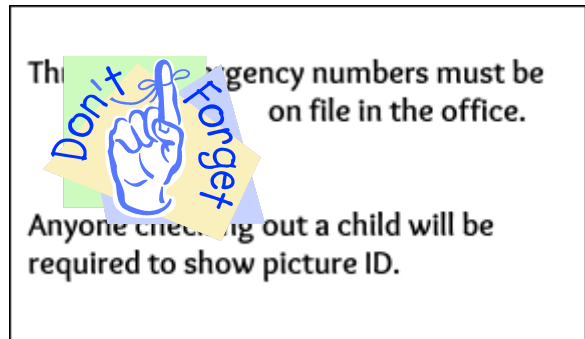 Don't Forget
numbers must be
on file in the office.
Anyone checking out a child will be
required to show picture ID.